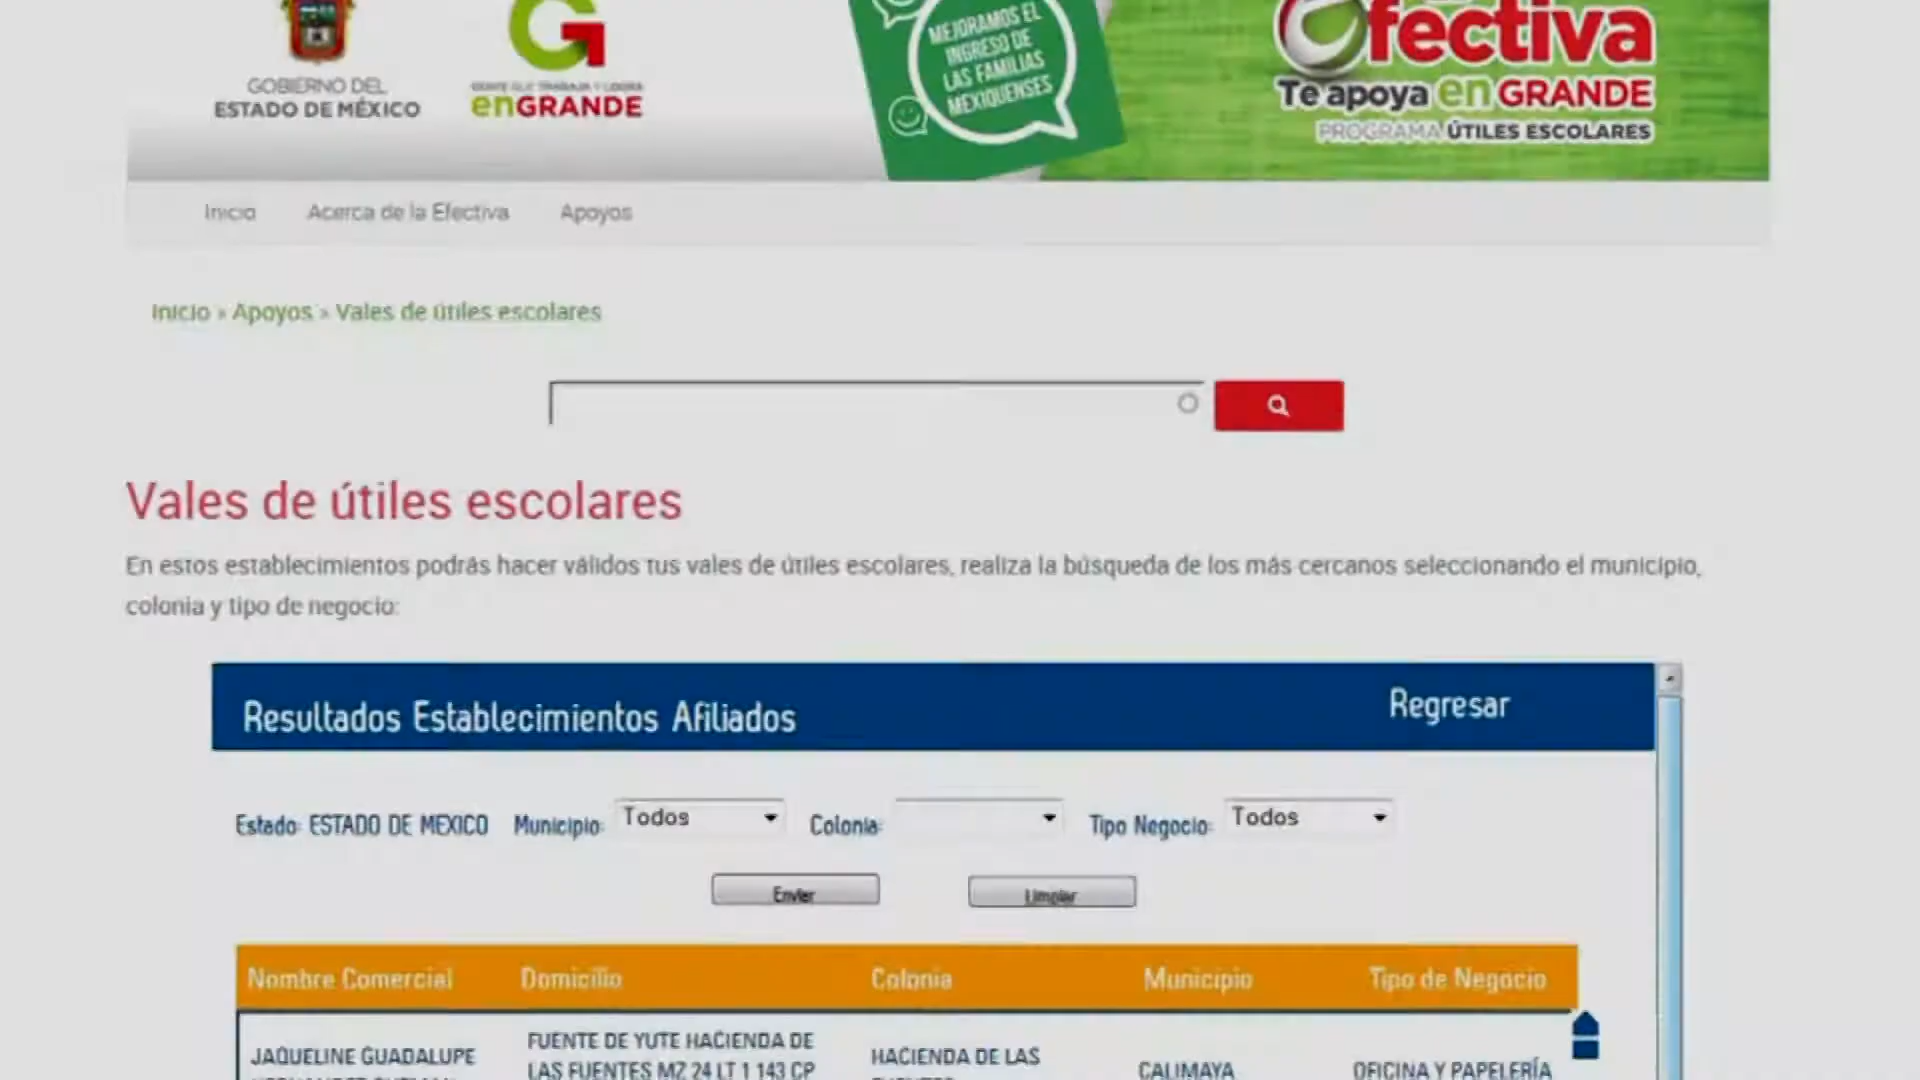 GOBIERNO DEL
ESTADO DE MÉXICO
enGRANDE
MEJORAMOS EL
INGRESO DE
LAS FAMILIAS
MEXIQUENSES
Efectiva
Te apoya en GRANDE
PROGRAMA ÚTILES ESCOLARES
Inicio Acerca de la Efectiva Apoyos
Inicio » Apoyos » Vales de útiles escolares
Vales de útiles escolares
En estos establecimientos podrás hacer válidos tus vales de útiles escolares, realiza la búsqueda de los más cercanos seleccionando el municipio,
colonia y tipo de negocio:
Resultados Establecimientos Afiliados Regresar
Estado: ESTADO DE MEXICO Municipio: Todos Colonia: Tipo Negocio: Todos
Enviar Limpiar
Nombre Comercial Domicilio Colonia Municipio Tipo de Negocio
JAQUELINE GUADALUPE
FUENTE DE YUTE HACIENDA DE
LAS FUENTES MZ 24 LT 1 143 CP
HACIENDA DE LAS
CALIMAYA
OFICINA Y PAPELERÍA